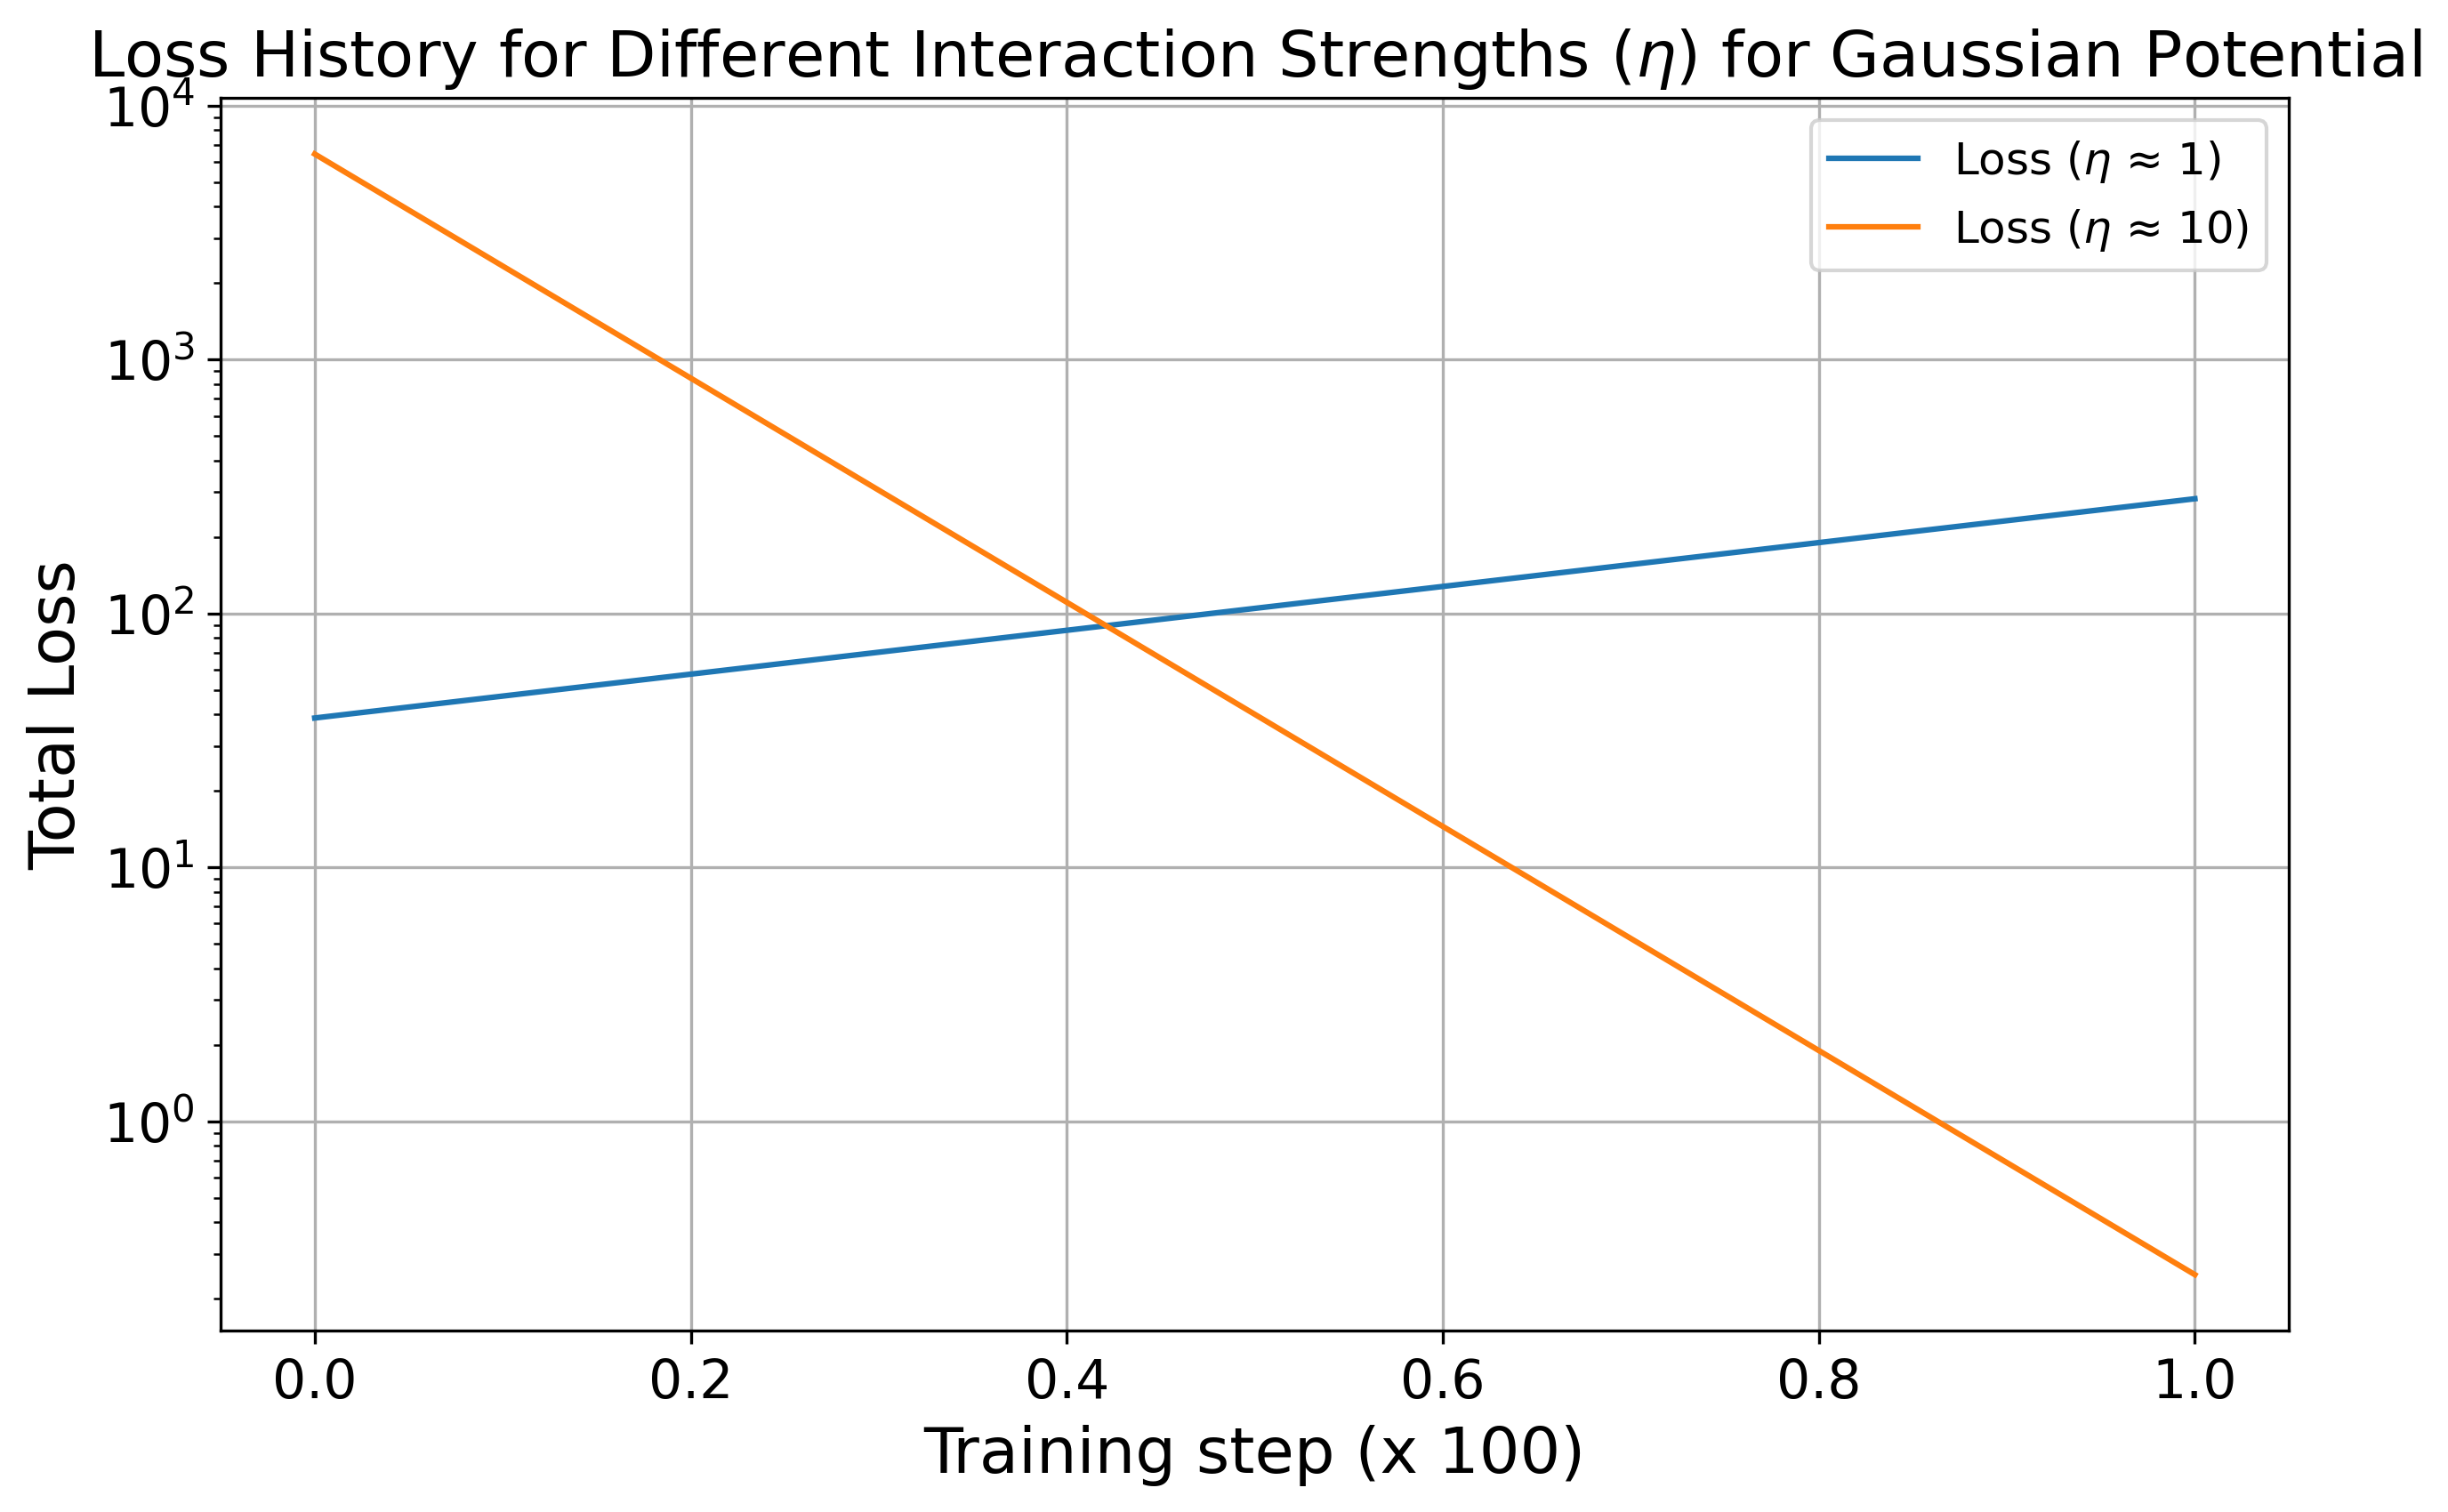 Loss History for Different Interaction Strengths (η) for Gaussian Potential
10⁴
10³
10²
10¹
10⁰
Total Loss
Loss (η ≈ 1)
Loss (η ≈ 10)
0.0 0.2 0.4 0.6 0.8 1.0
Training step (x 100)